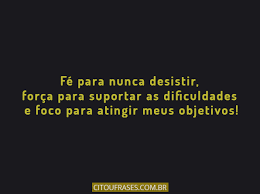 Fé para nunca desistir,
força para suportar as dificuldades
e foco para atingir meus objetivos!
CITOUFRASES.COM.BR